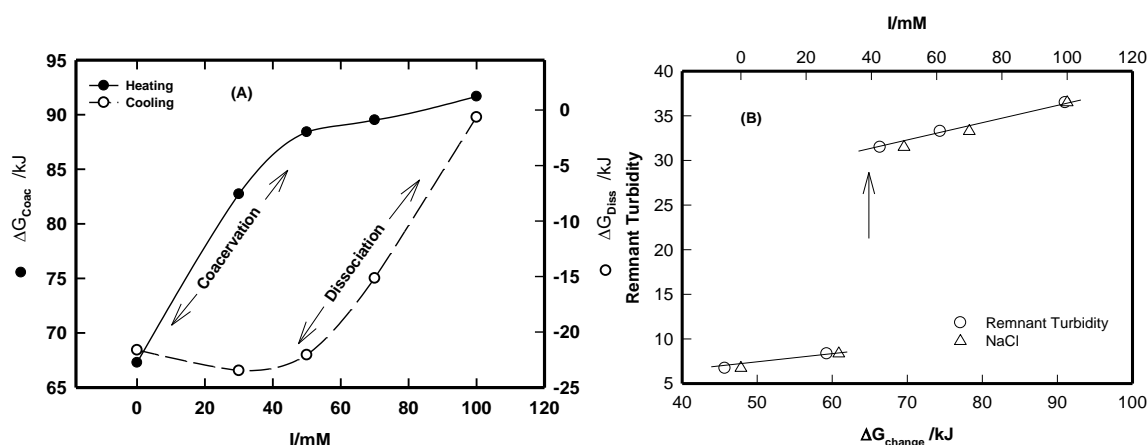 (A)
Heating
Cooling
95
90
85
80
75
70
65
0
-5
-10
-15
-20
-25
ΔG_Coac /kJ
ΔG_Diss /kJ
Coacervation
Dissociation
0 20 40 60 80 100 120
I/mM
I/mM
-20 0 20 40 60 80 100 120
(B)
40
35
30
25
20
15
10
5
Remnant Turbidity
Remnant Turbidity
NaCl
40 50 60 70 80 90 100
ΔG_change /kJ